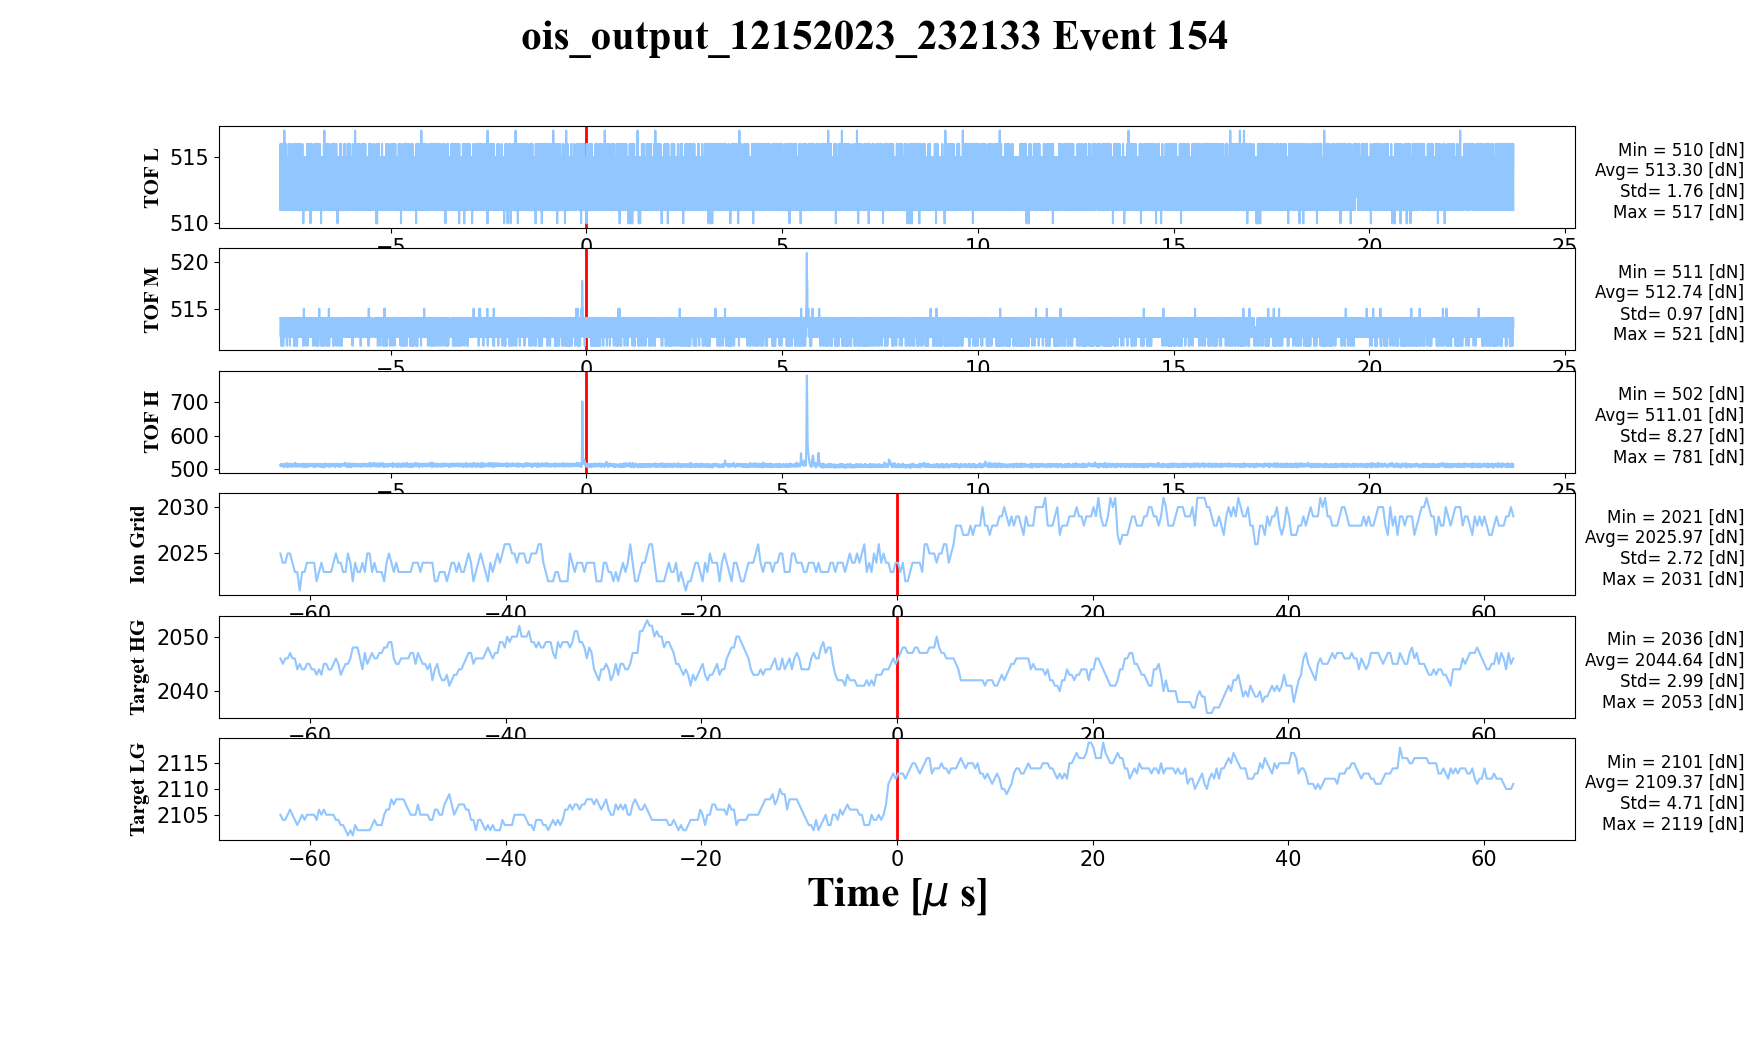 ois_output_12152023_232133 Event 154
TOF L
515
510
−5 0 5 10 15 20 25
Min = 510 [dN]
Avg= 513.30 [dN]
Std= 1.76 [dN]
Max = 517 [dN]
TOF M
520
515
−5 0 5 10 15 20 25
Min = 511 [dN]
Avg= 512.74 [dN]
Std= 0.97 [dN]
Max = 521 [dN]
TOF H
700
600
500
−5 0 5 10 15 20 25
Min = 502 [dN]
Avg= 511.01 [dN]
Std= 8.27 [dN]
Max = 781 [dN]
Ion Grid
2030
2025
−60 −40 −20 0 20 40 60
Min = 2021 [dN]
Avg= 2025.97 [dN]
Std= 2.72 [dN]
Max = 2031 [dN]
Target HG
2050
2040
−60 −40 −20 0 20 40 60
Min = 2036 [dN]
Avg= 2044.64 [dN]
Std= 2.99 [dN]
Max = 2053 [dN]
Target LG
2115
2110
2105
−60 −40 −20 0 20 40 60
Min = 2101 [dN]
Avg= 2109.37 [dN]
Std= 4.71 [dN]
Max = 2119 [dN]
Time [μ s]